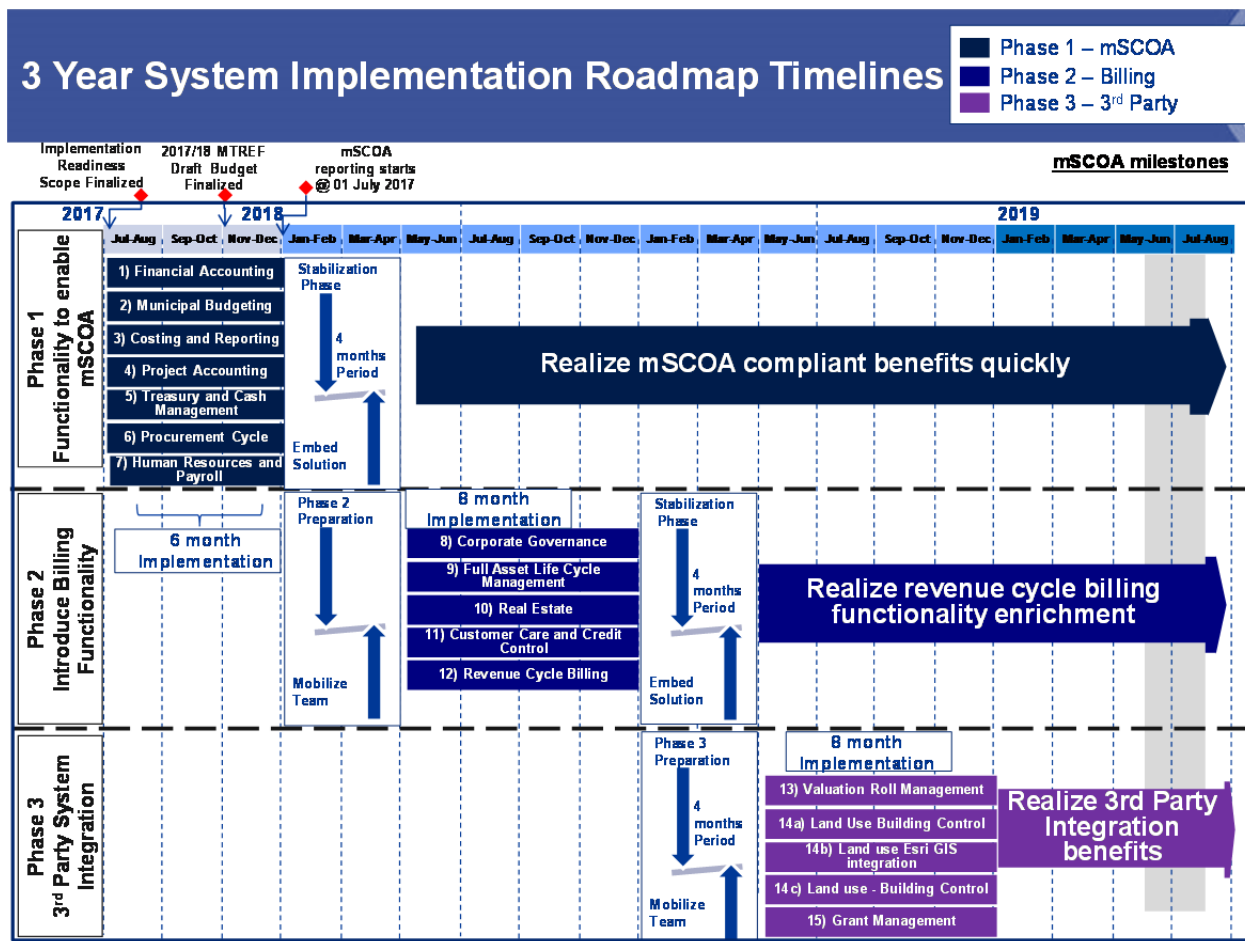 3 Year System Implementation Roadmap Timelines
Phase 1 – mSCOA
Phase 2 – Billing
Phase 3 – 3rd Party
Implementation
Readiness
Scope Finalized
2017/18 MTREF
Draft Budget
Finalized
mSCOA
reporting starts
@ 01 July 2017
mSCOA milestones
2017
2018
2019
Jul-Aug
Sep-Oct
Nov-Dec
Jan-Feb
Mar-Apr
May-Jun
Jul-Aug
Sep-Oct
Nov-Dec
Jan-Feb
Mar-Apr
May-Jun
Jul-Aug
Sep-Oct
Nov-Dec
Jan-Feb
Mar-Apr
May-Jun
Jul-Aug
Phase 1
Functionality to enable
mSCOA
1) Financial Accounting
2) Municipal Budgeting
3) Costing and Reporting
4) Project Accounting
5) Treasury and Cash
Management
6) Procurement Cycle
7) Human Resources and
Payroll
Stabilization
Phase
4
months
Period
Embed
Solution
Realize mSCOA compliant benefits quickly
Phase 2
Introduce Billing
Functionality
6 month
Implementation
Phase 2
Preparation
Mobilize
Team
8 month
Implementation
8) Corporate Governance
9) Full Asset Life Cycle
Management
10) Real Estate
11) Customer Care and Credit
Control
12) Revenue Cycle Billing
Stabilization
Phase
4
months
Period
Embed
Solution
Realize revenue cycle billing
functionality enrichment
Phase 3
3rd Party System
Integration
Phase 3
Preparation
4
months
Period
Mobilize
Team
8 month
Implementation
13) Valuation Roll Management
14a) Land Use Building Control
14b) Land use Esri GIS
integration
14c) Land use - Building Control
15) Grant Management
Realize 3rd Party
Integration
benefits